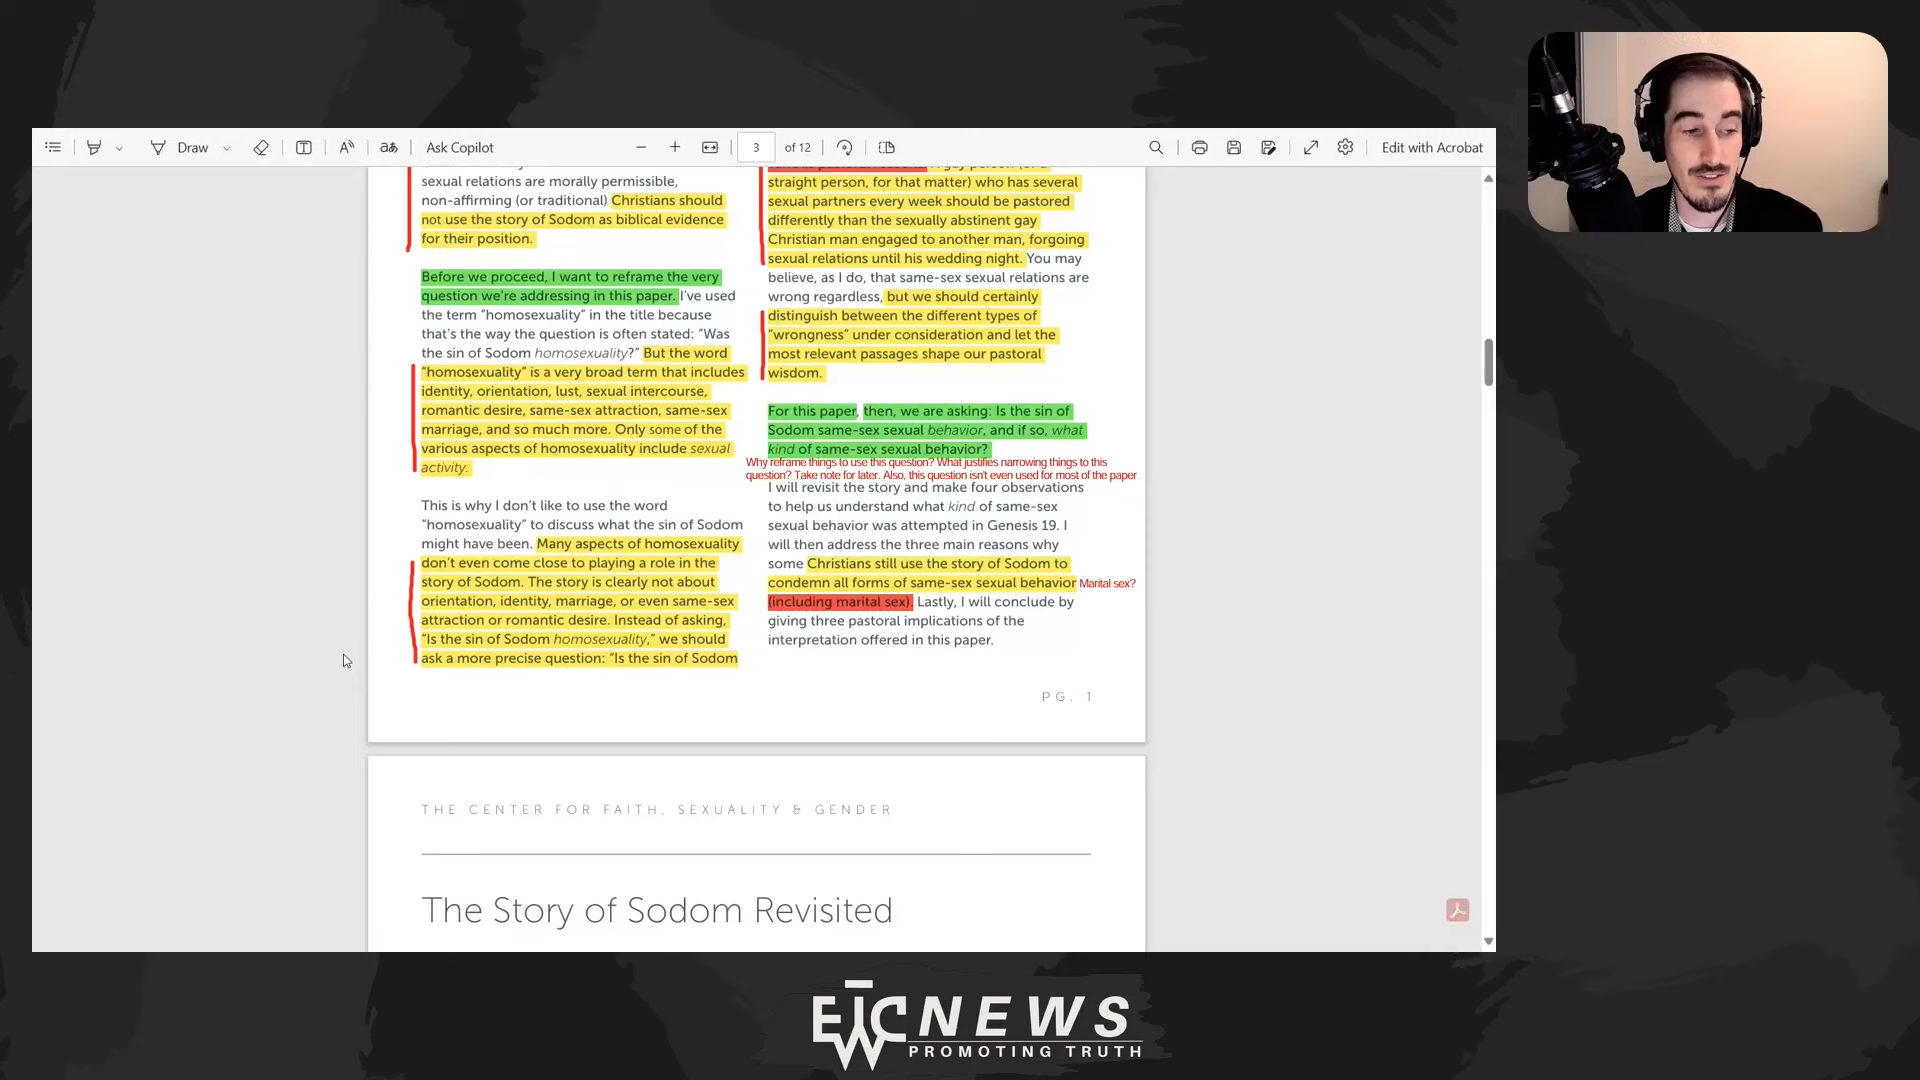 Draw
Ask Copilot
3 of 12
Edit with Acrobat
sexual relations are morally permissible,
non-affirming (or traditional) Christians should
not use the story of Sodom as biblical evidence
for their position.
Before we proceed, I want to reframe the very
question we’re addressing in this paper. I’ve used
the term “homosexuality” in the title because
that’s the way the question is often stated: “Was
the sin of Sodom homosexuality?” But the word
“homosexuality” is a very broad term that includes
identity, orientation, lust, sexual intercourse,
romantic desire, same-sex attraction, same-sex
marriage, and so much more. Only some of the
various aspects of homosexuality include sexual
activity.
This is why I don’t like to use the word
“homosexuality” to discuss what the sin of Sodom
might have been. Many aspects of homosexuality
don’t even come close to playing a role in the
story of Sodom. The story is clearly not about
orientation, identity, marriage, or even same-sex
attraction or romantic desire. Instead of asking,
“Is the sin of Sodom homosexuality,” we should
ask a more precise question: “Is the sin of Sodom
straight person, for that matter) who has several
sexual partners every week should be pastored
differently than the sexually abstinent gay
Christian man engaged to another man, forgoing
sexual relations until his wedding night. You may
believe, as I do, that same-sex sexual relations are
wrong regardless, but we should certainly
distinguish between the different types of
“wrongness” under consideration and let the
most relevant passages shape our pastoral
wisdom.
For this paper, then, we are asking: Is the sin of
Sodom same-sex sexual behavior, and if so, what
kind of same-sex sexual behavior?
Why reframe things to use this question? What justifies narrowing things to this
question? Take note for later. Also, this question isn't even used for most of the paper
I will revisit the story and make four observations
to help us understand what kind of same-sex
sexual behavior was attempted in Genesis 19. I
will then address the three main reasons why
some Christians still use the story of Sodom to
condemn all forms of same-sex sexual behavior Marital sex?
(including marital sex). Lastly, I will conclude by
giving three pastoral implications of the
interpretation offered in this paper.
PG. 1
THE CENTER FOR FAITH, SEXUALITY & GENDER
The Story of Sodom Revisited
EWC NEWS
PROMOTING TRUTH